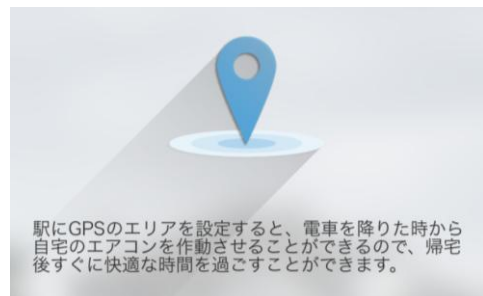 駅にGPSのエリアを設定すると、電車を降りた時から
自宅のエアコンを作動させることができるので、帰宅
後すぐに快適な時間を過ごすことができます。